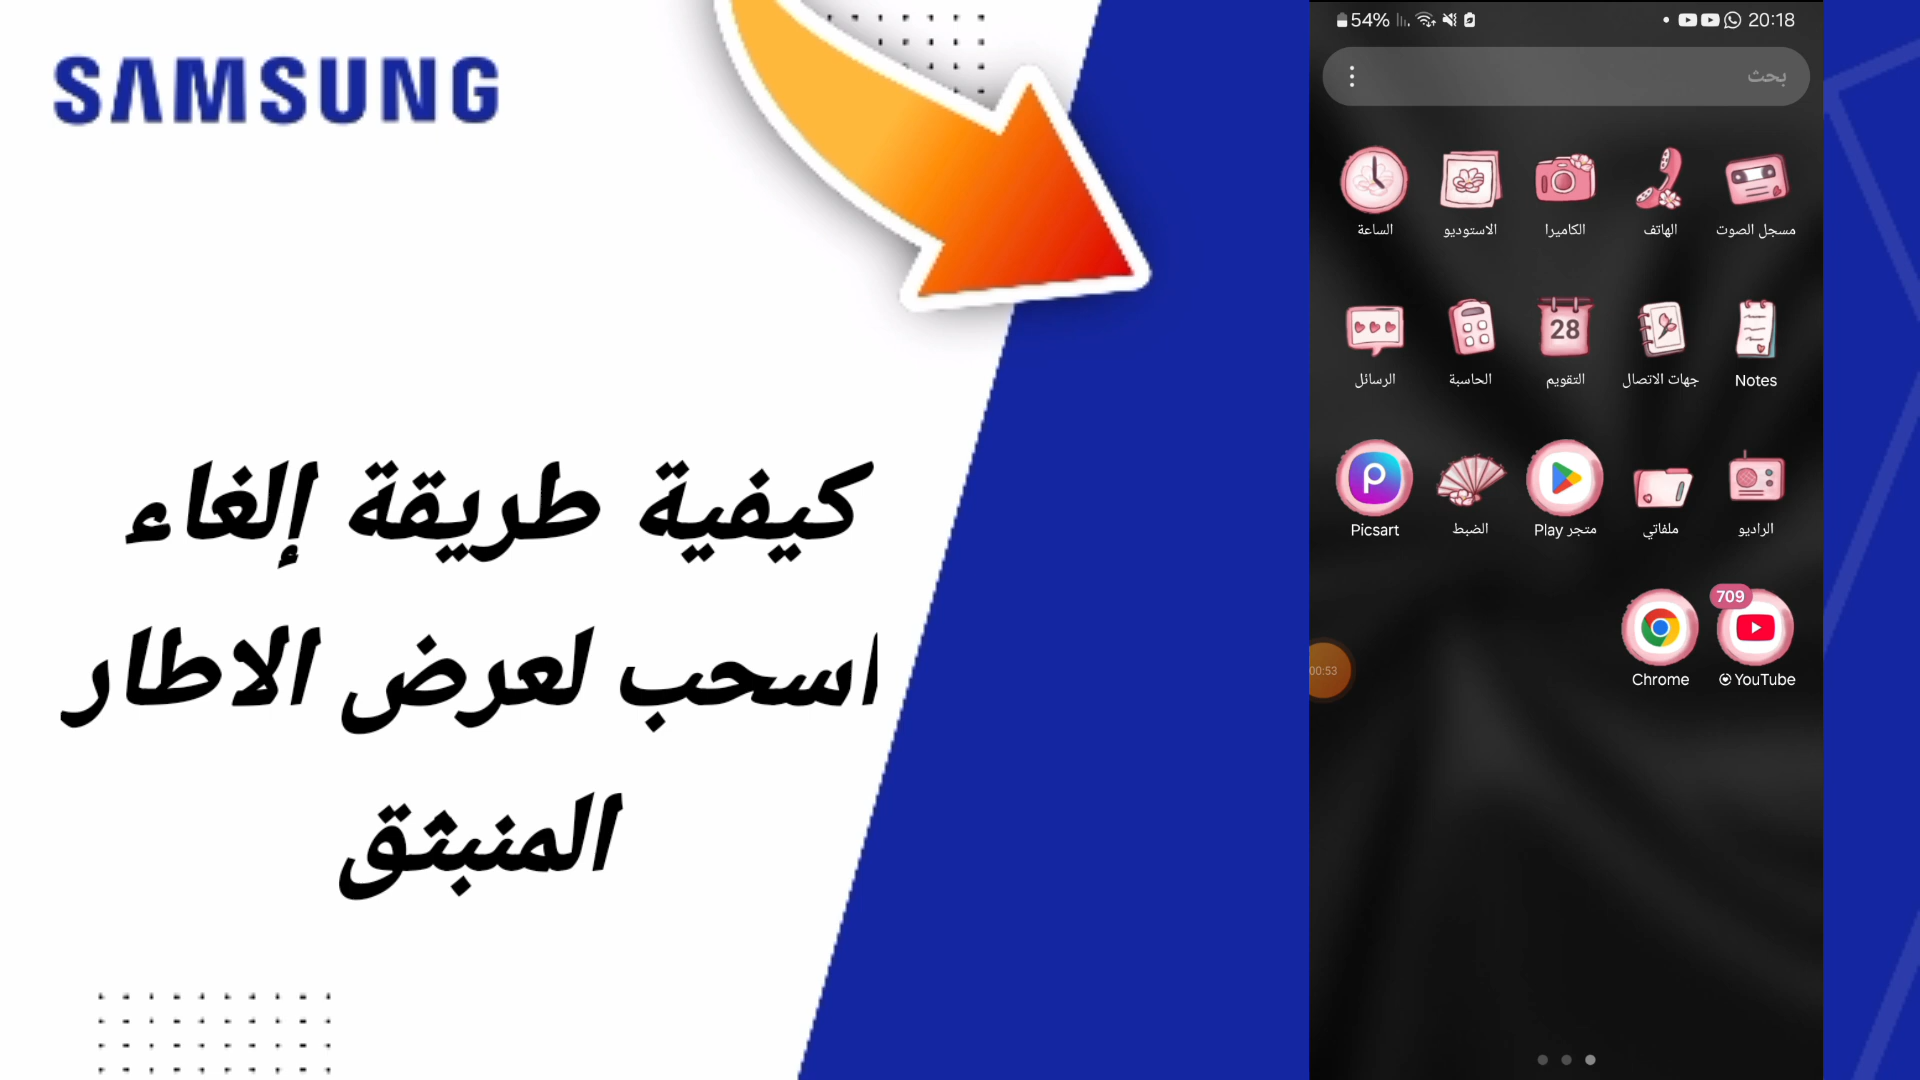 SAMSUNG
كيفية طريقة إلغاء
اسحب لعرض الاطار
المنبثق
54%
20:18
بحث
مسجل الصوت
الهاتف
الكاميرا
الاستوديو
الساعة
28
Notes
جهات الاتصال
التقويم
الحاسبة
الرسائل
الراديو
ملفاتي
متجر Play
الضبط
Picsart
709
YouTube
Chrome
00:53